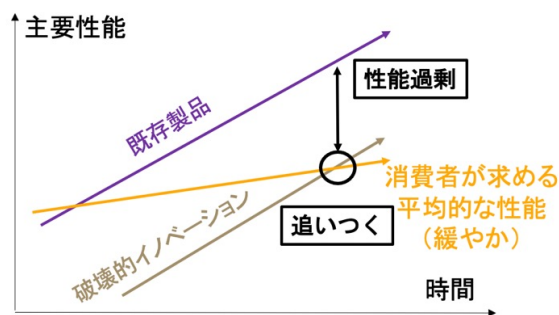 主要性能
既存製品
性能過剰
消費者が求める
平均的な性能
（緩やか）
追いつく
破壊的イノベーション
時間